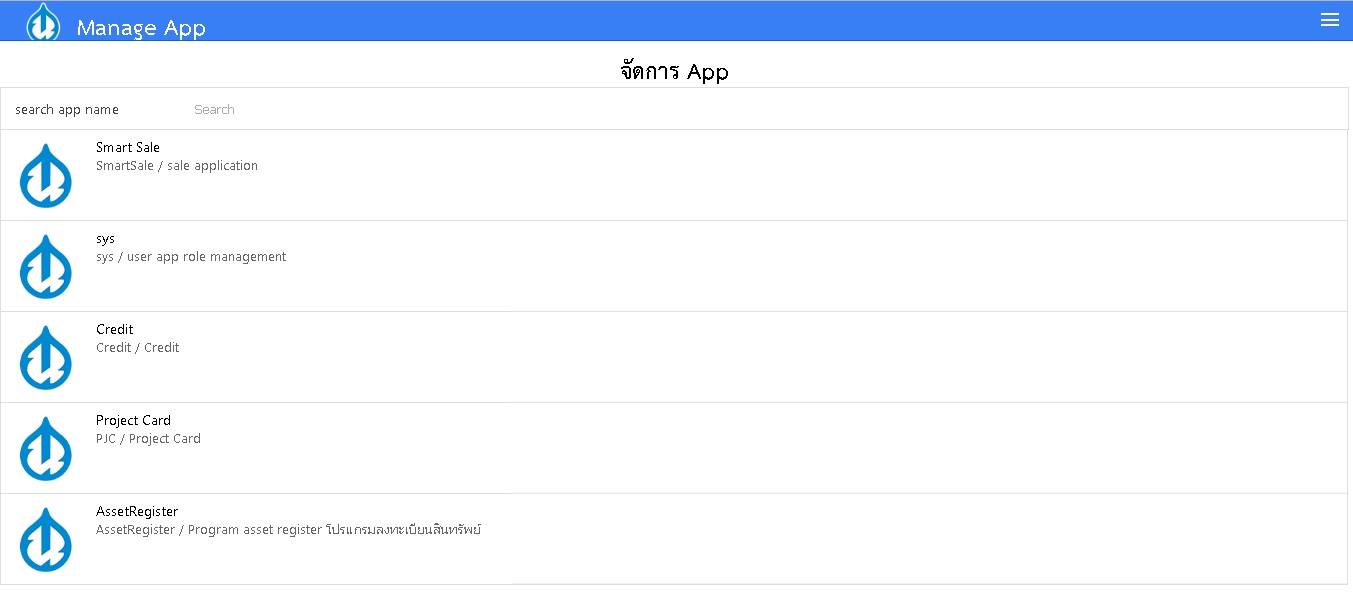 Manage App
จัดการ App
search app name Search
Smart Sale
SmartSale / sale application
sys
sys / user app role management
Credit
Credit / Credit
Project Card
PJC / Project Card
AssetRegister
AssetRegister / Program asset register โปรแกรมลงทะเบียนสินทรัพย์